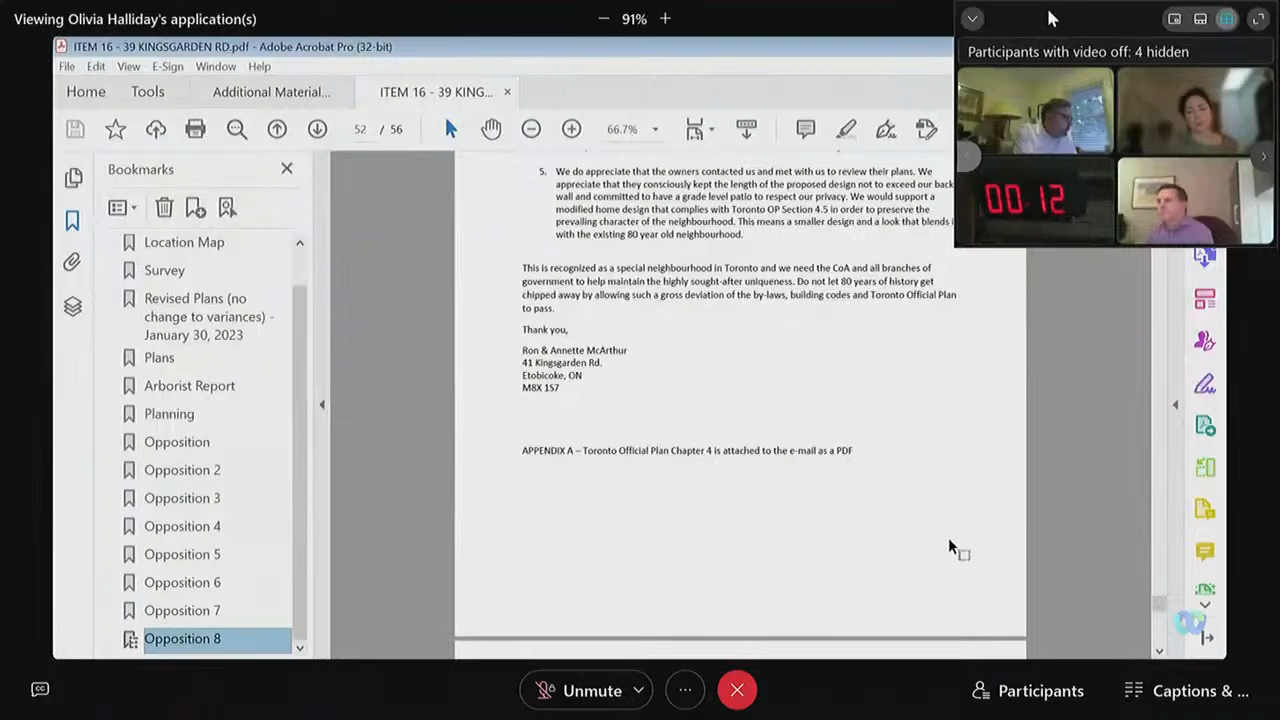 Viewing Olivia Halliday's application(s)
91%
Participants with video off: 4 hidden
ITEM 16 - 39 KINGSGARDEN RD.pdf - Adobe Acrobat Pro (32-bit)
File Edit View E-Sign Window Help
Home Tools Additional Material... ITEM 16 - 39 KING...
52 / 56 66.7%
00:12
Bookmarks
Location Map
Survey
Revised Plans (no
change to variances) -
January 30, 2023
Plans
Arborist Report
Planning
Opposition
Opposition 2
Opposition 3
Opposition 4
Opposition 5
Opposition 6
Opposition 7
Opposition 8
5. We do appreciate that the owners contacted us and met with us to review their plans. We
appreciate that they consciously kept the length of the proposed design not to exceed our back
wall and committed to have a grade level patio to respect our privacy. We would support a
modified home design that complies with Toronto OP Section 4.5 in order to preserve the
prevailing character of the neighbourhood. This means a smaller design and a look that blends
with the existing 80 year old neighbourhood.
This is recognized as a special neighbourhood in Toronto and we need the CoA and all branches of
government to help maintain the highly sought-after uniqueness. Do not let 80 years of history get
chipped away by allowing such a gross deviation of the by-laws, building codes and Toronto Official Plan
to pass.
Thank you,
Ron & Annette McArthur
41 Kingsgarden Rd.
Etobicoke, ON
M8X 1S7
APPENDIX A – Toronto Official Plan Chapter 4 is attached to the e-mail as a PDF
CC
Unmute
Participants
Captions & ...